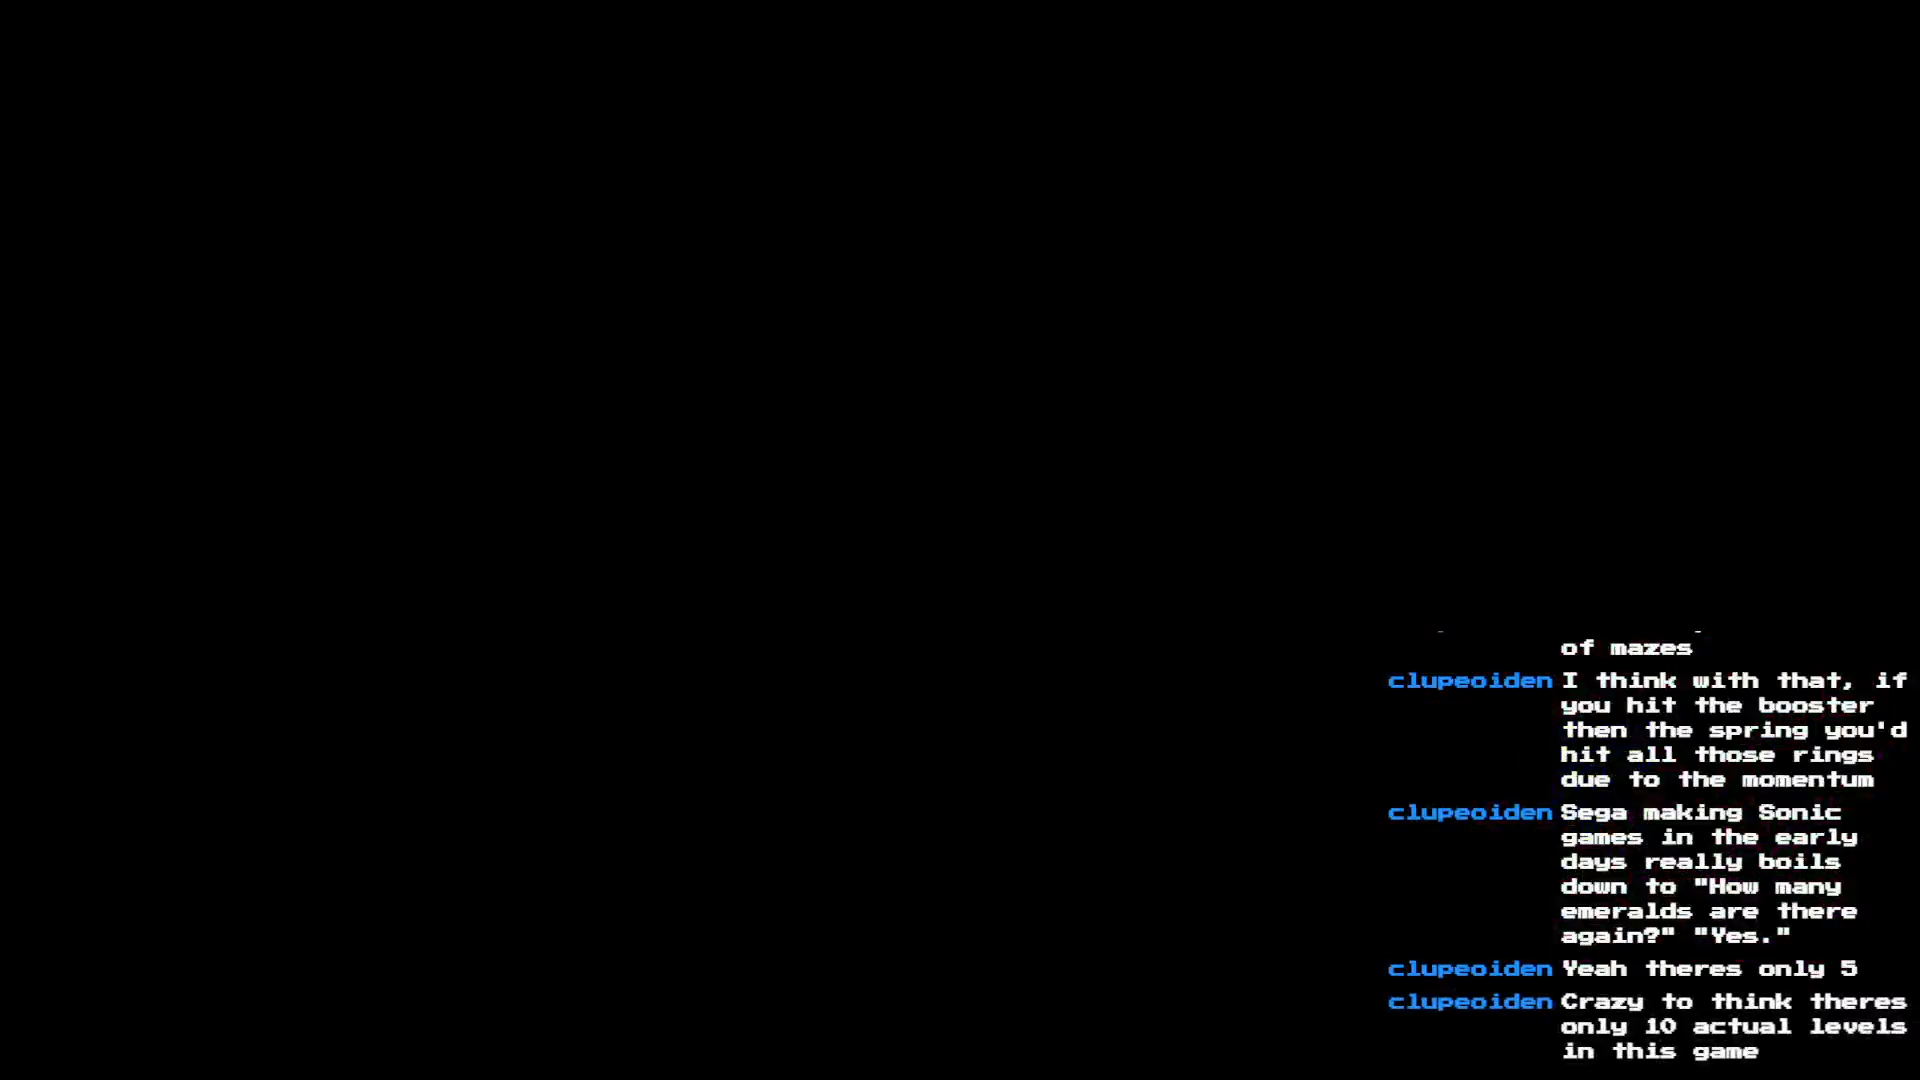 of mazes
clupeoiden I think with that, if
you hit the booster
then the spring you'd
hit all those rings
due to the momentum
clupeoiden Sega making Sonic
games in the early
days really boils
down to "How many
emeralds are there
again?" "Yes."
clupeoiden Yeah theres only 5
clupeoiden Crazy to think theres
only 10 actual levels
in this game